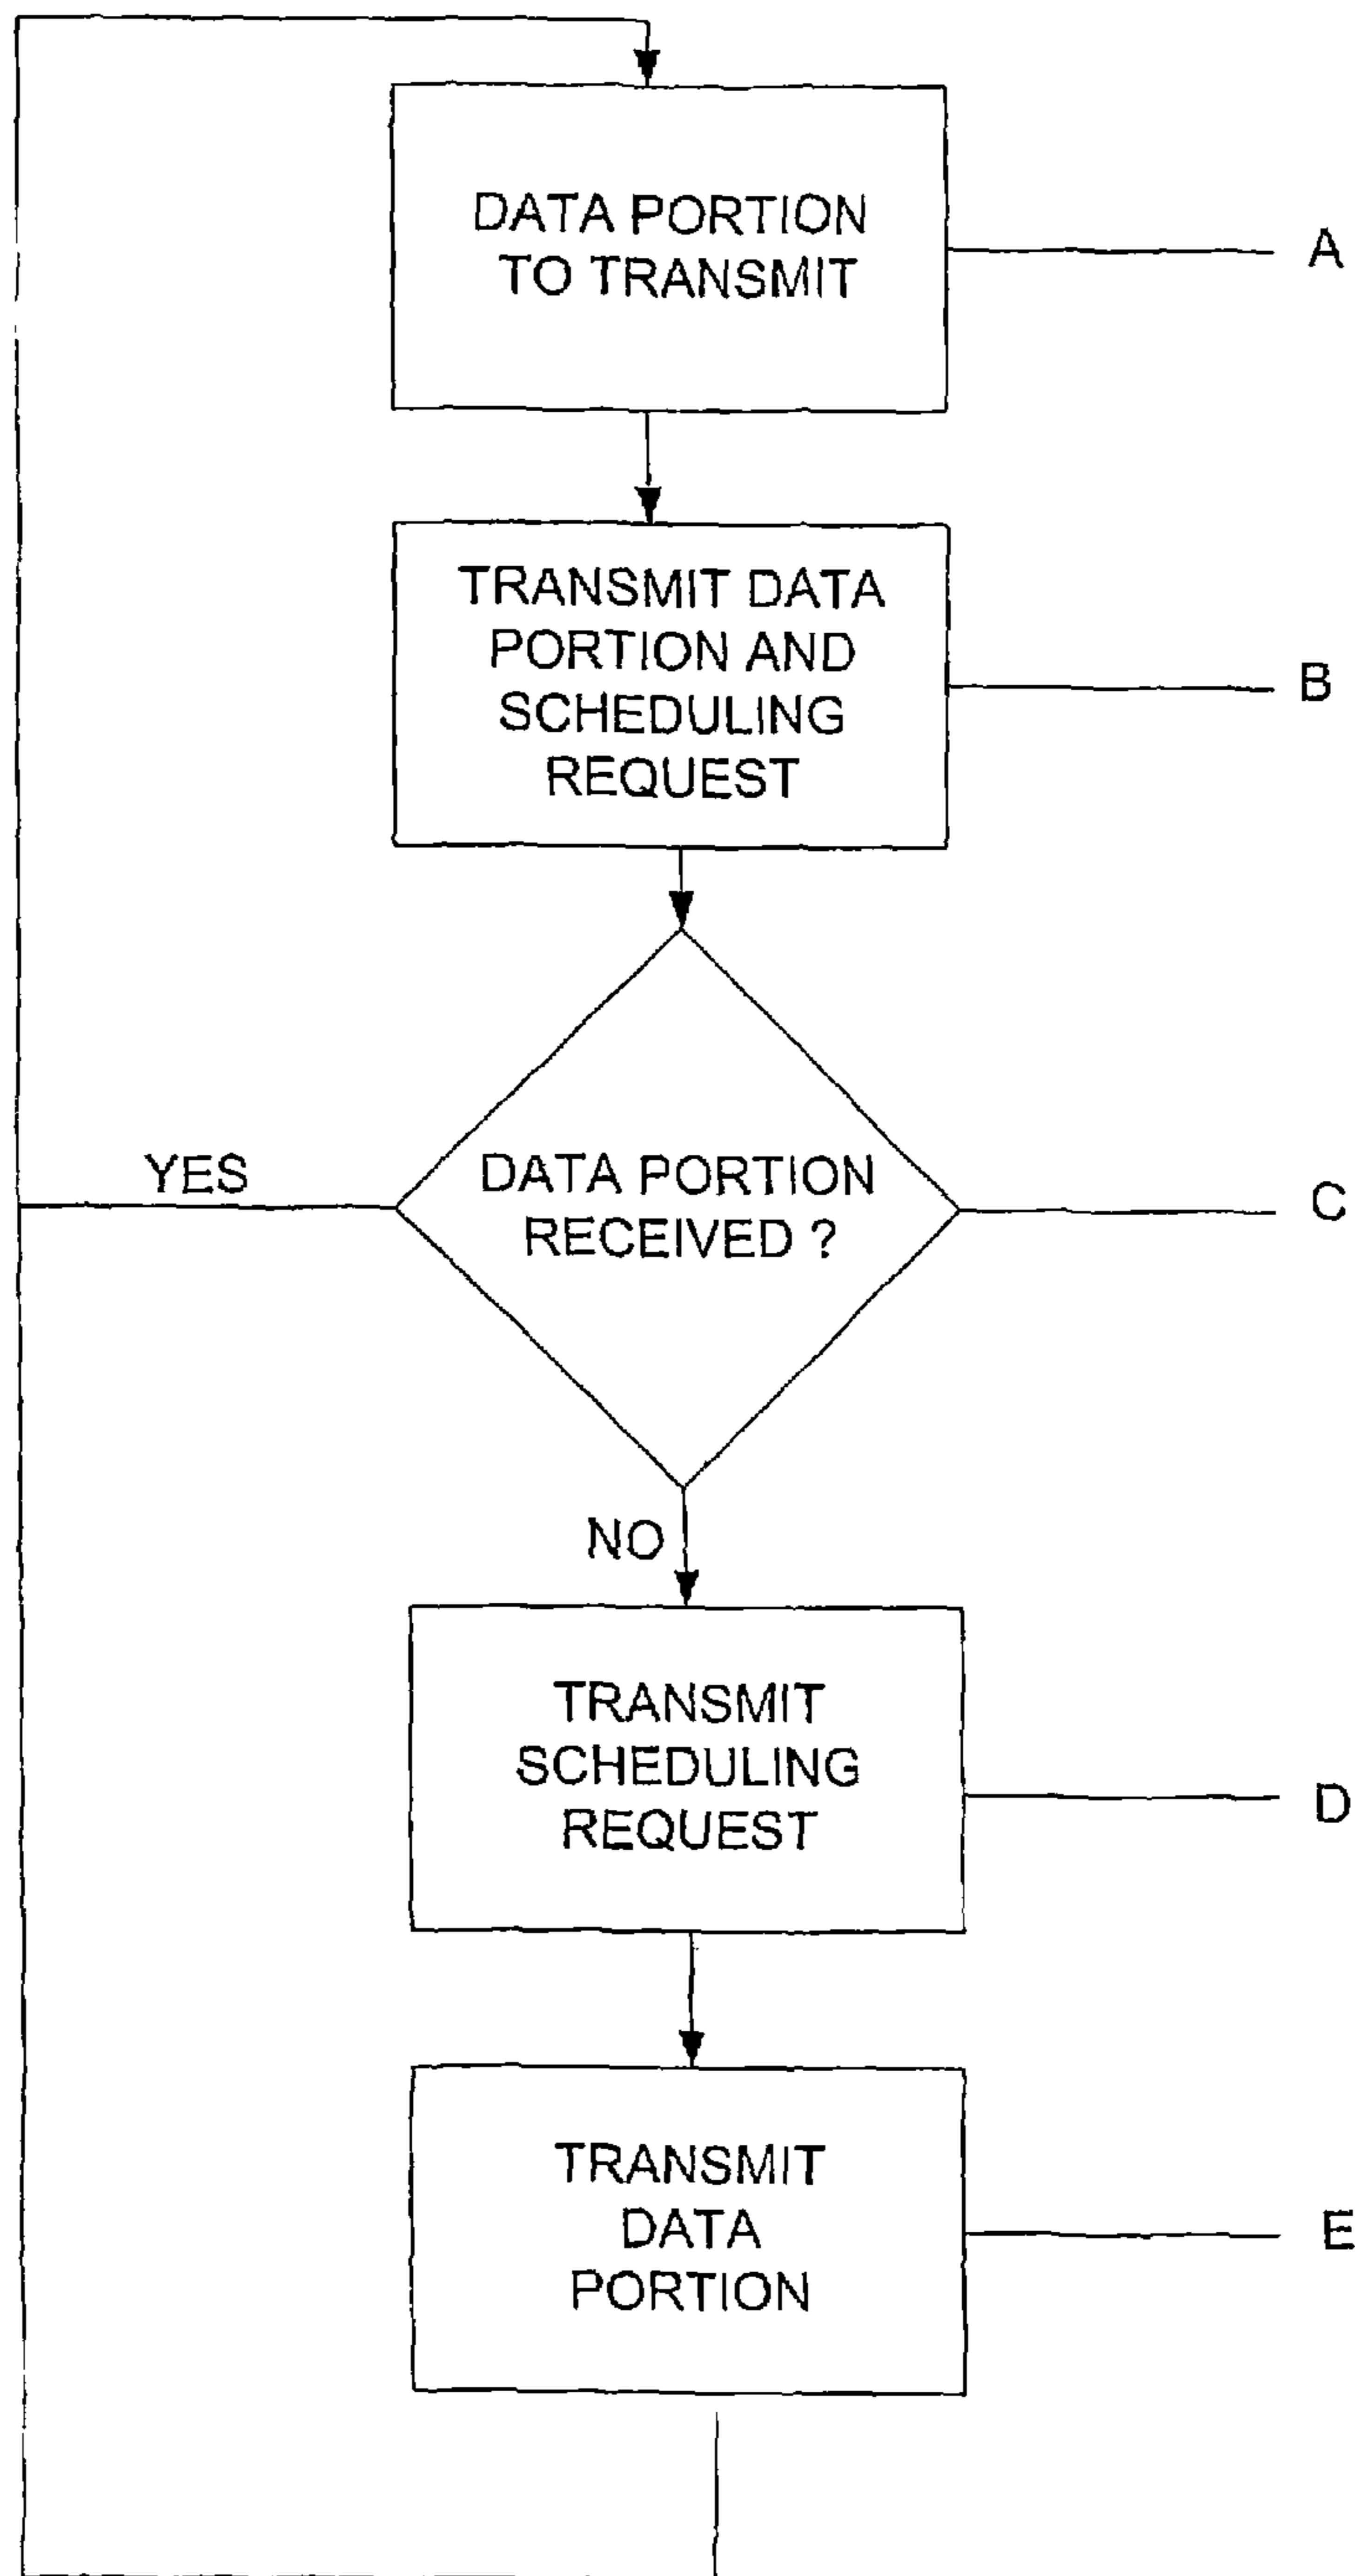 DATA PORTION
TO TRANSMIT
A
TRANSMIT DATA
PORTION AND
SCHEDULING
REQUEST
B
YES
DATA PORTION
RECEIVED ?
C
NO
TRANSMIT
SCHEDULING
REQUEST
D
TRANSMIT
DATA
PORTION
E